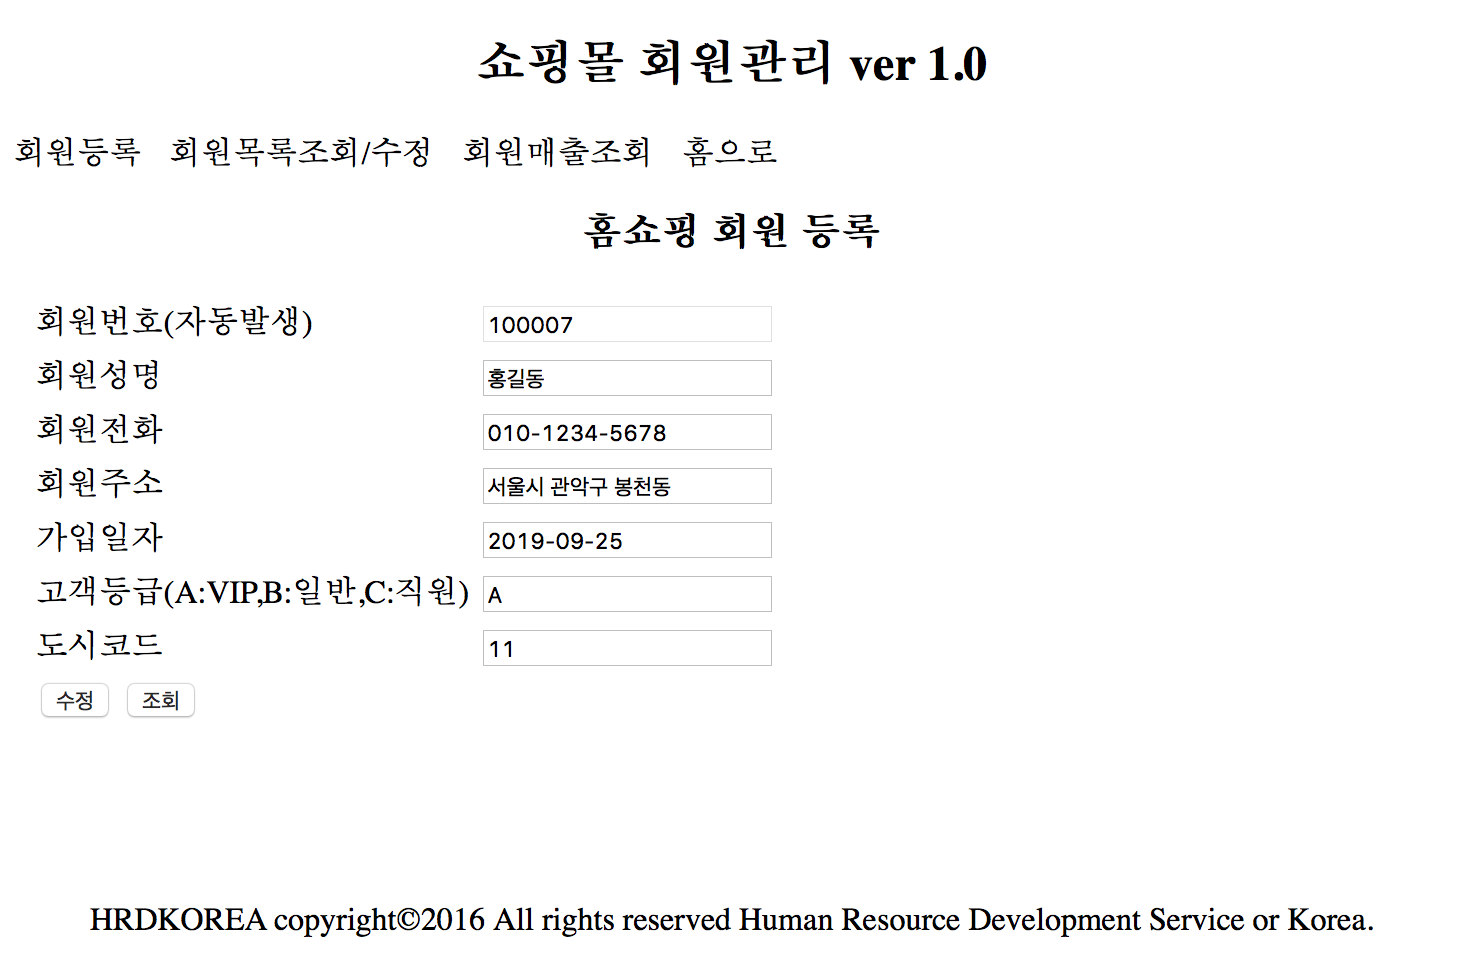 쇼핑몰 회원관리 ver 1.0
회원등록 회원목록조회/수정 회원매출조회 홈으로
홈쇼핑 회원 등록
회원번호(자동발생) 100007
회원성명 홍길동
회원전화 010-1234-5678
회원주소 서울시 관악구 봉천동
가입일자 2019-09-25
고객등급(A:VIP,B:일반,C:직원) A
도시코드 11
수정 조회
HRDKOREA copyright©2016 All rights reserved Human Resource Development Service or Korea.